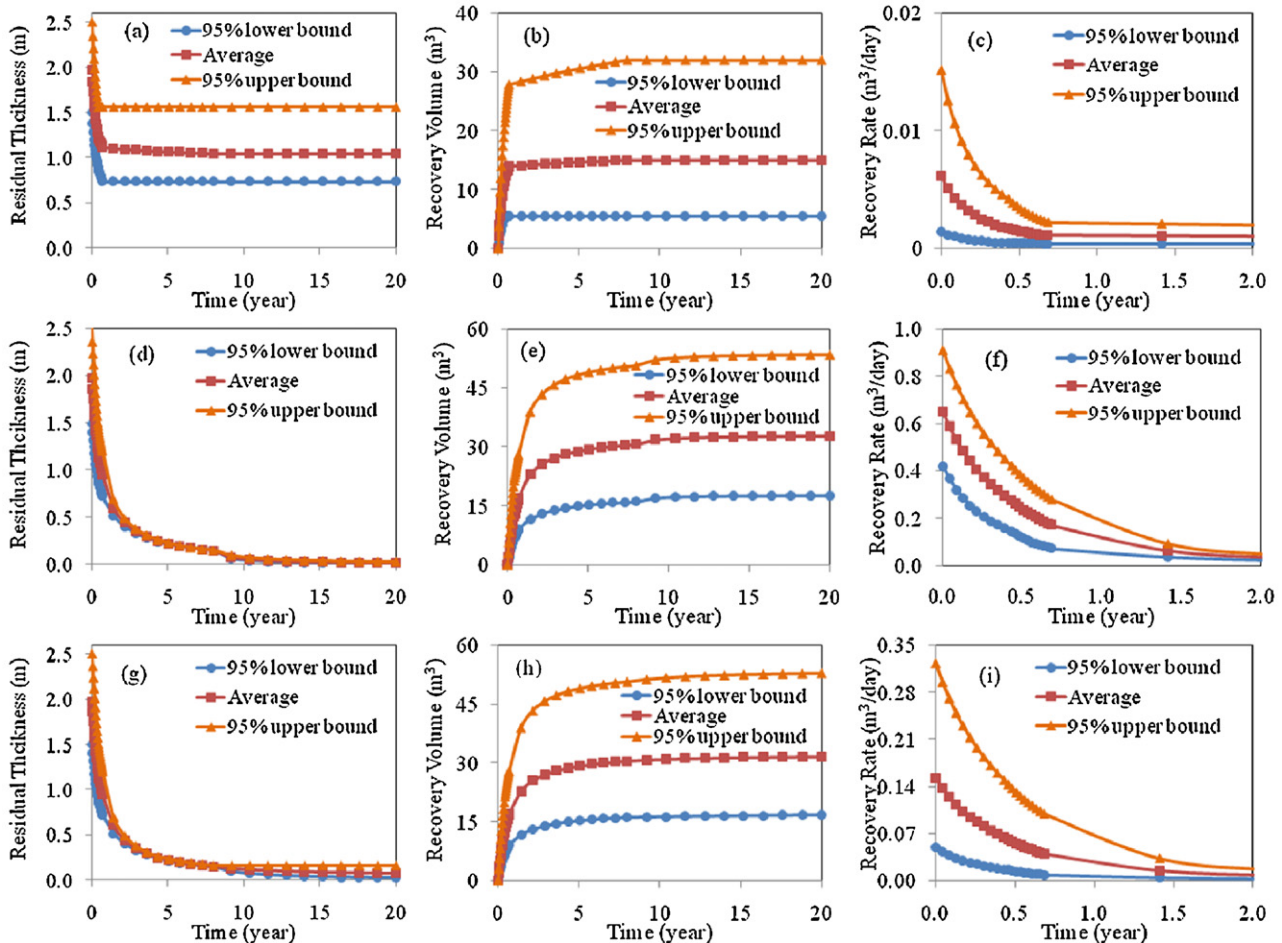 Residual Thcikness (m)
2.5
2.0
1.5
1.0
0.5
0.0
(a)
95% lower bound
Average
95% upper bound
0 5 10 15 20
Time (year)
Recovery Volume (m³)
40
30
20
10
0
(b)
95% lower bound
Average
95% upper bound
0 5 10 15 20
Time (year)
Recovery Rate (m³/day)
0.02
0.01
0
(c)
95% lower bound
Average
95% upper bound
0.0 0.5 1.0 1.5 2.0
Time (year)
Residual Thcikness (m)
2.5
2.0
1.5
1.0
0.5
0.0
(d)
95% lower bound
Average
95% upper bound
0 5 10 15 20
Time (year)
Recovery Volume (m³)
60
45
30
15
0
(e)
95% lower bound
Average
95% upper bound
0 5 10 15 20
Time (year)
Recovery Rate (m³/day)
1.0
0.8
0.6
0.4
0.2
0.0
(f)
95% lower bound
Average
95% upper bound
0.0 0.5 1.0 1.5 2.0
Time (year)
Residual Thcikness (m)
2.5
2.0
1.5
1.0
0.5
0.0
(g)
95% lower bound
Average
95% upper bound
0 5 10 15 20
Time (year)
Recovery Volume (m³)
60
45
30
15
0
(h)
95% lower bound
Average
95% upper bound
0 5 10 15 20
Time (year)
Recovery Rate (m³/day)
0.35
0.28
0.21
0.14
0.07
0.00
(i)
95% lower bound
Average
95% upper bound
0.0 0.5 1.0 1.5 2.0
Time (year)